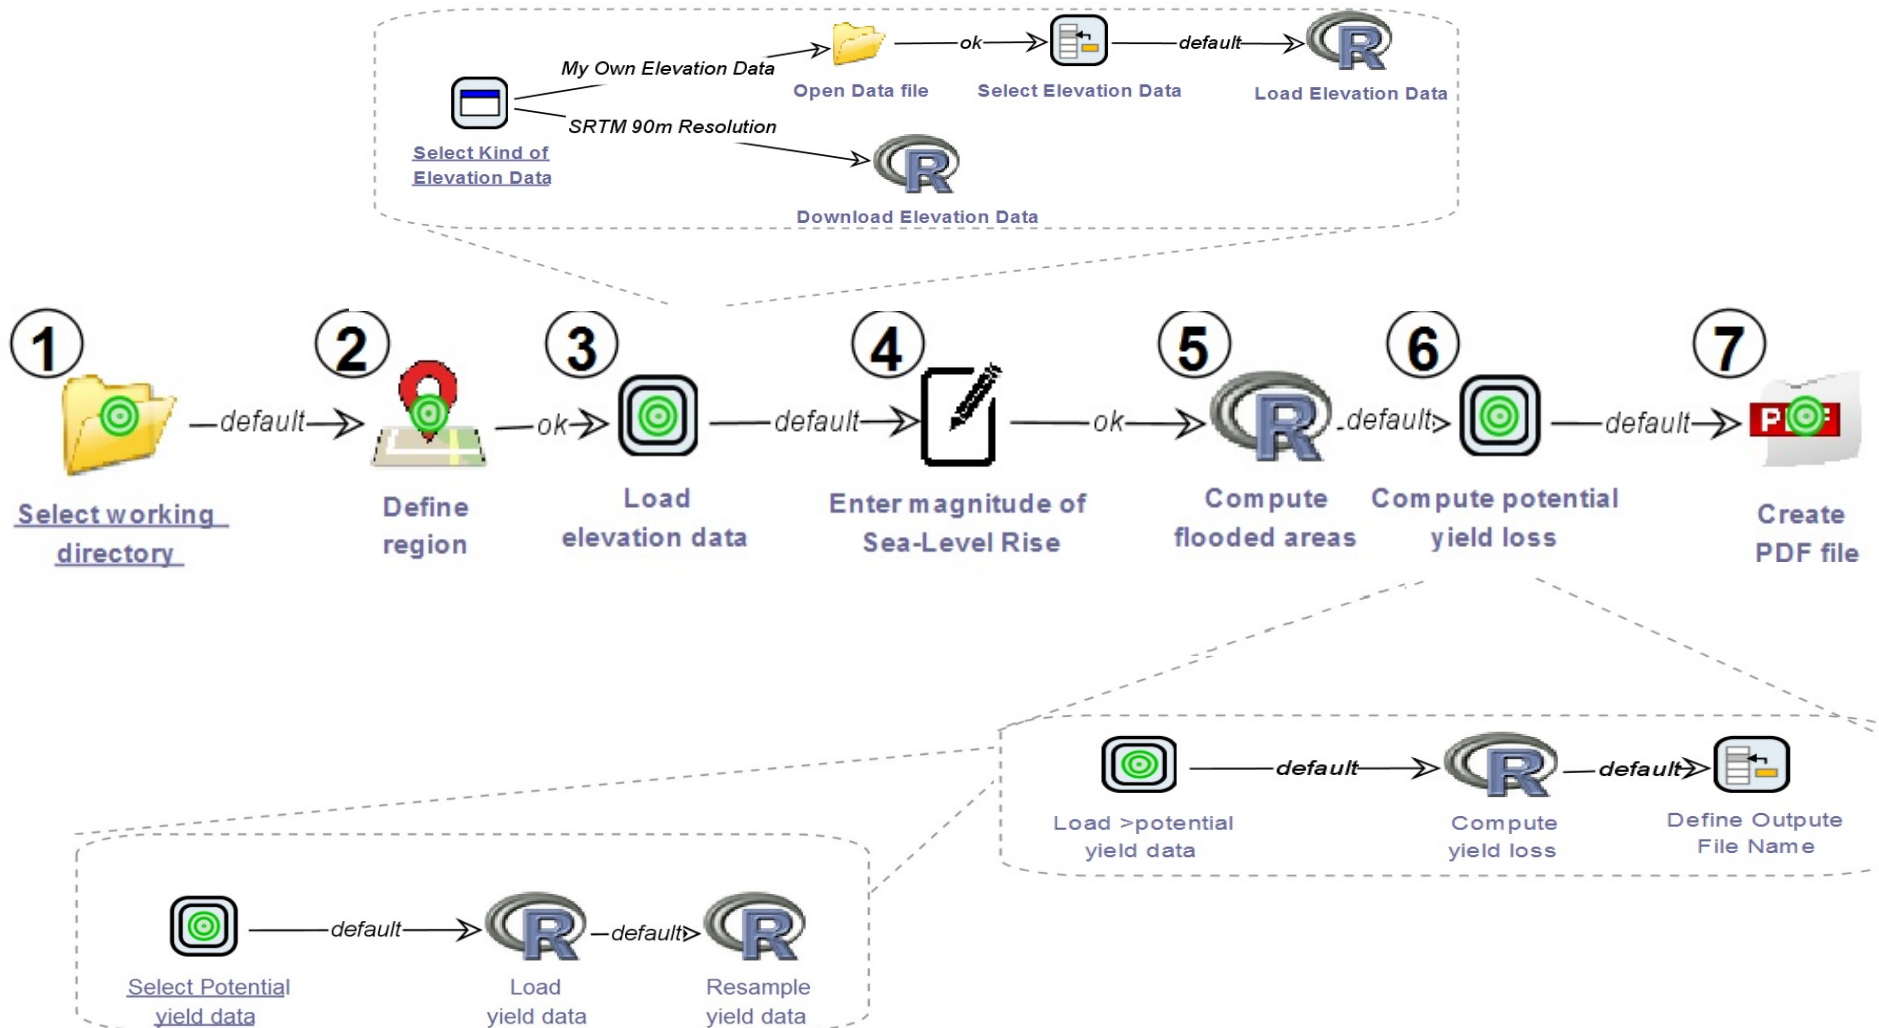 My Own Elevation Data
ok
default
R
Open Data file
Select Elevation Data
Load Elevation Data
SRTM 90m Resolution
R
Select Kind of
Elevation Data
Download Elevation Data
1
2
3
4
5
6
7
default
ok
default
ok
R
default
default
PDF
Select working
directory
Define
region
Load
elevation data
Enter magnitude of
Sea-Level Rise
Compute
flooded areas
Compute potential
yield loss
Create
PDF file
default
R
default
Load >potential
yield data
Compute
yield loss
Define Outpute
File Name
default
R
default
R
Select Potential
yield data
Load
yield data
Resample
yield data